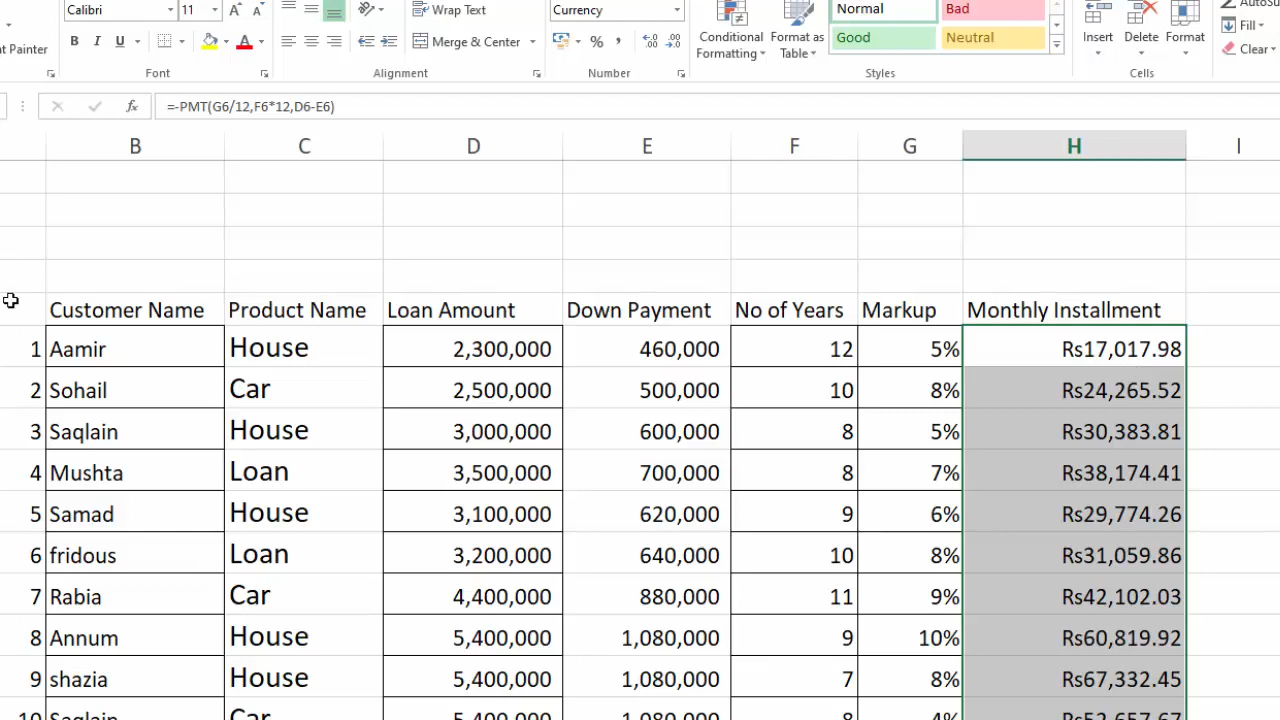 Calibri 11 A A Wrap Text Currency Normal Bad AutoSu
Painter B I U A Merge & Center % , Conditional Formatting Format as Table Good Neutral Insert Delete Format Fill Clear
Font Alignment Number Styles Cells
fx =-PMT(G6/12,F6*12,D6-E6)
B C D E F G H I
Customer Name Product Name Loan Amount Down Payment No of Years Markup Monthly Installment
1 Aamir House 2,300,000 460,000 12 5% Rs17,017.98
2 Sohail Car 2,500,000 500,000 10 8% Rs24,265.52
3 Saqlain House 3,000,000 600,000 8 5% Rs30,383.81
4 Mushta Loan 3,500,000 700,000 8 7% Rs38,174.41
5 Samad House 3,100,000 620,000 9 6% Rs29,774.26
6 fridous Loan 3,200,000 640,000 10 8% Rs31,059.86
7 Rabia Car 4,400,000 880,000 11 9% Rs42,102.03
8 Annum House 5,400,000 1,080,000 9 10% Rs60,819.92
9 shazia House 5,400,000 1,080,000 7 8% Rs67,332.45
10 Saqlain Car 5,400,000 1,080,000 8 4% Rs52,657.67